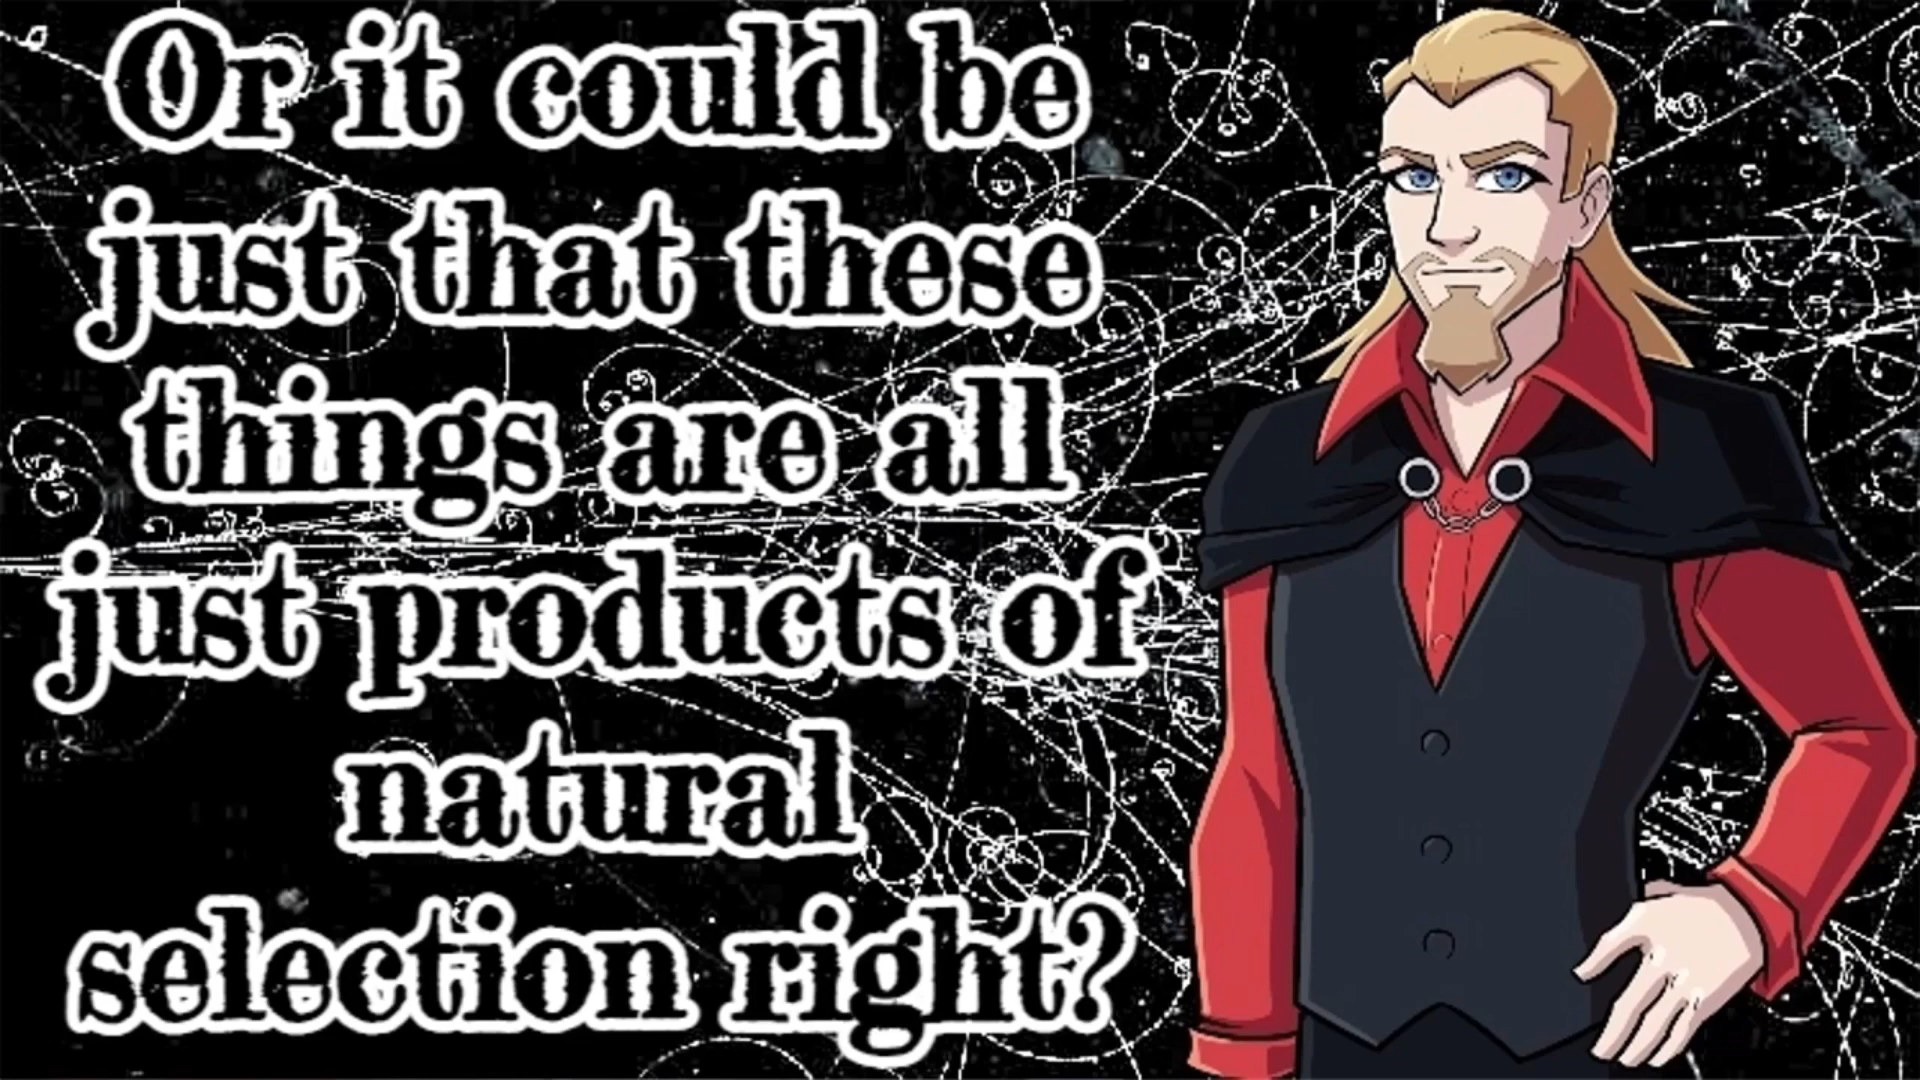 Or it could be
just that these
things are all
just products of
natural
selection right?